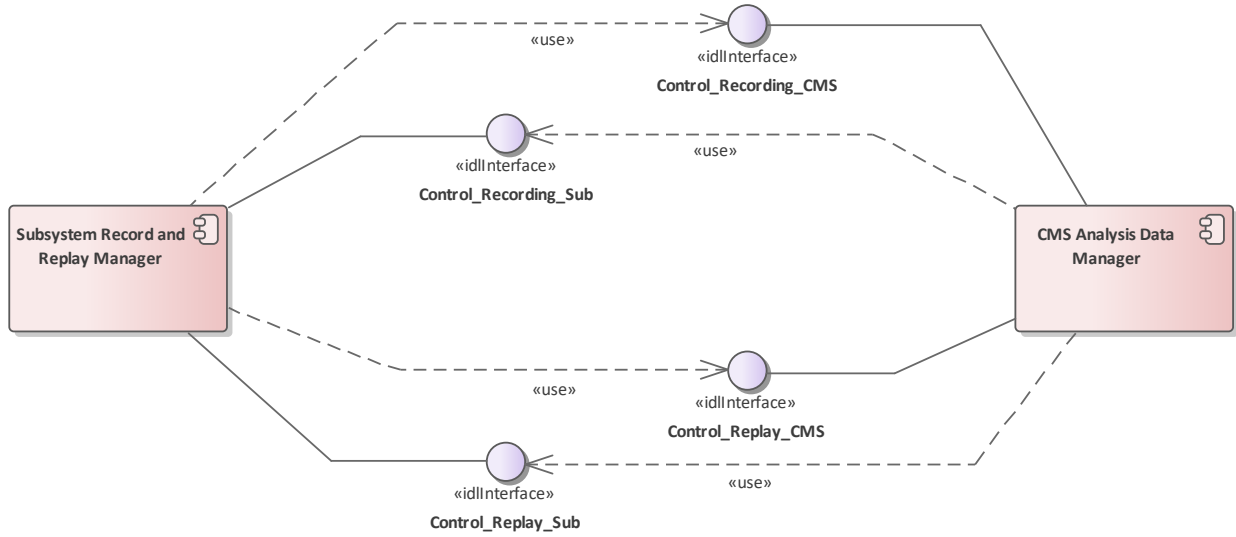 «use»
«idlInterface»
Control_Recording_CMS
«use»
«idlInterface»
Control_Recording_Sub
Subsystem Record and
Replay Manager
CMS Analysis Data
Manager
«use»
«idlInterface»
Control_Replay_CMS
«use»
«idlInterface»
Control_Replay_Sub